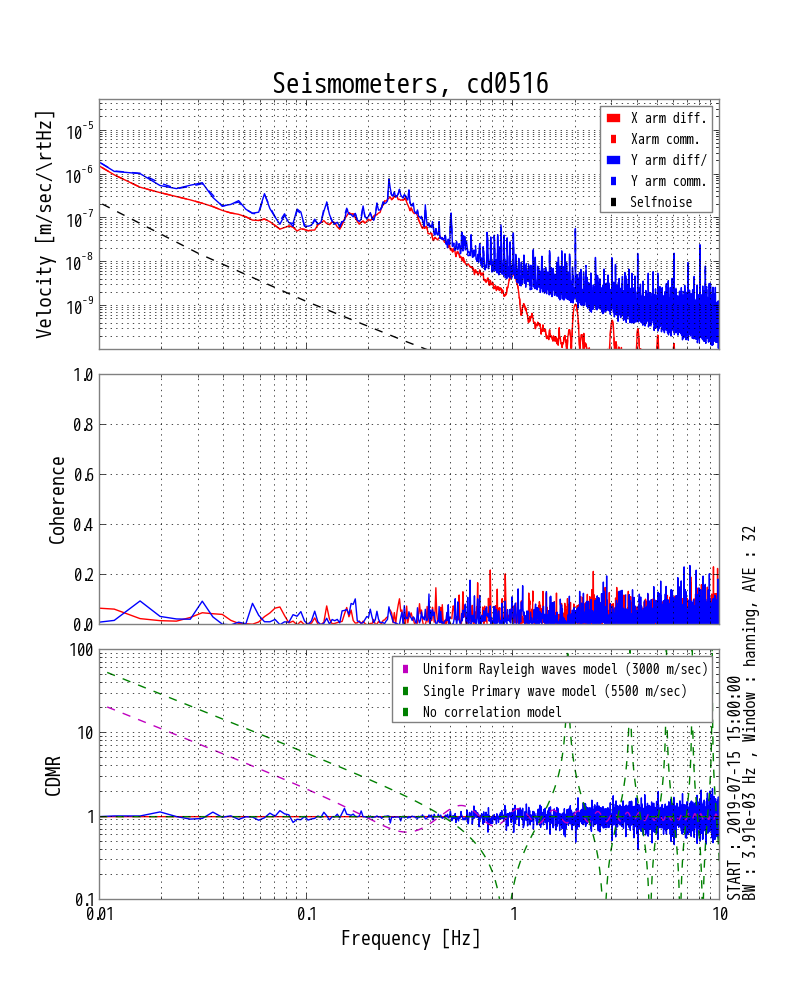 Seismometers, cd0516
Velocity [m/sec/\rtHz]
10^-5
10^-6
10^-7
10^-8
10^-9
X arm diff.
Xarm comm.
Y arm diff/
Y arm comm.
Selfnoise
Coherence
1.0
0.8
0.6
0.4
0.2
0.0
CDMR
100
10
1
0.1
Uniform Rayleigh waves model (3000 m/sec)
Single Primary wave model (5500 m/sec)
No correlation model
0.01 0.1 1 10
Frequency [Hz]
START : 2019-07-15 15:00:00
BW : 3.91e-03 Hz , Window : hanning, AVE : 32